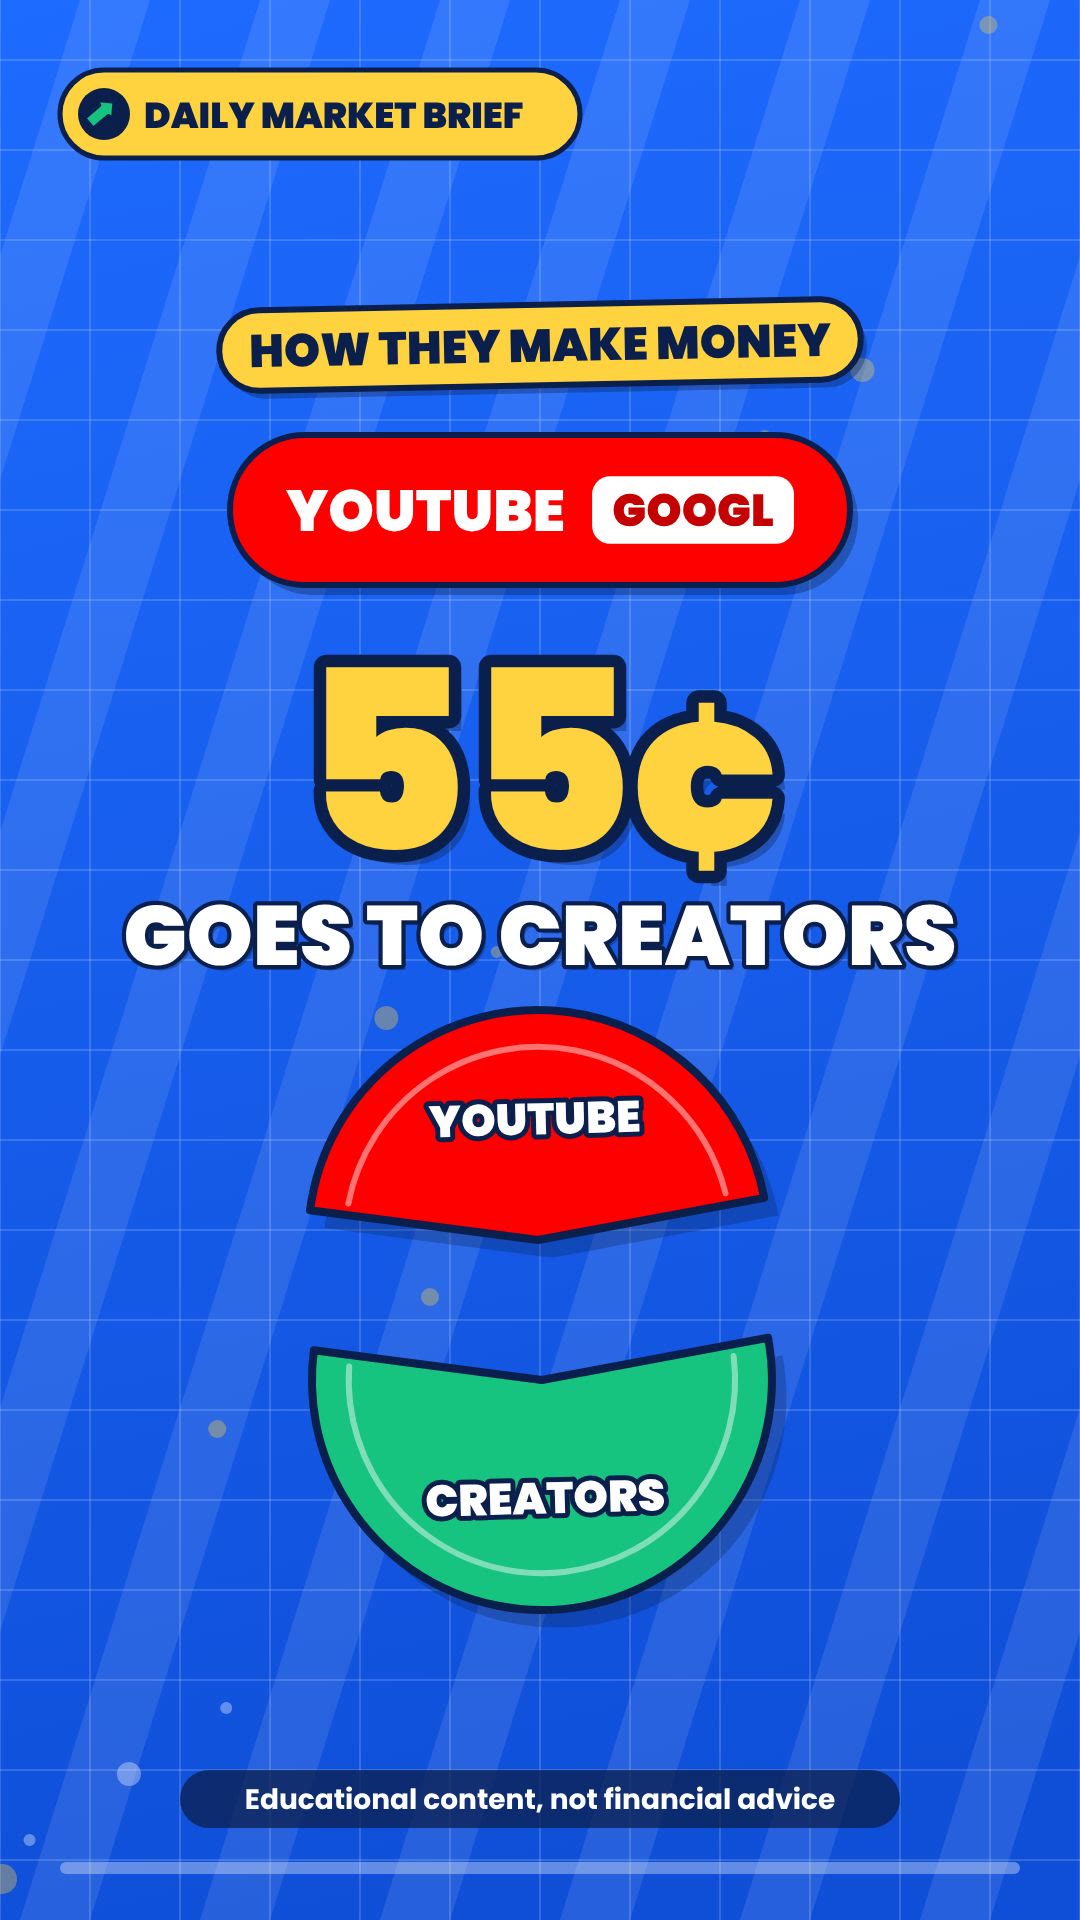 DAILY MARKET BRIEF
HOW THEY MAKE MONEY
YOUTUBE GOOGL
55¢
GOES TO CREATORS
YOUTUBE
CREATORS
Educational content, not financial advice